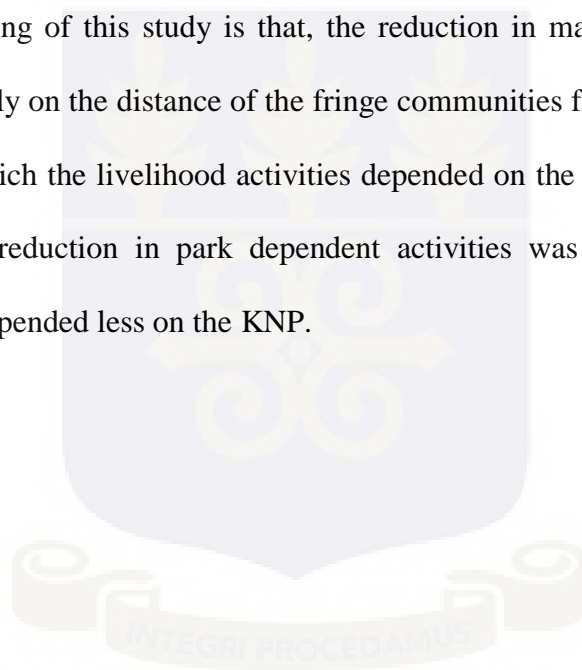 ng of this study is that, the reduction in ma
ly on the distance of the fringe communities f
ich the livelihood activities depended on the
reduction in park dependent activities was
pended less on the KNP.
INTEGRI PROCEDAMUS